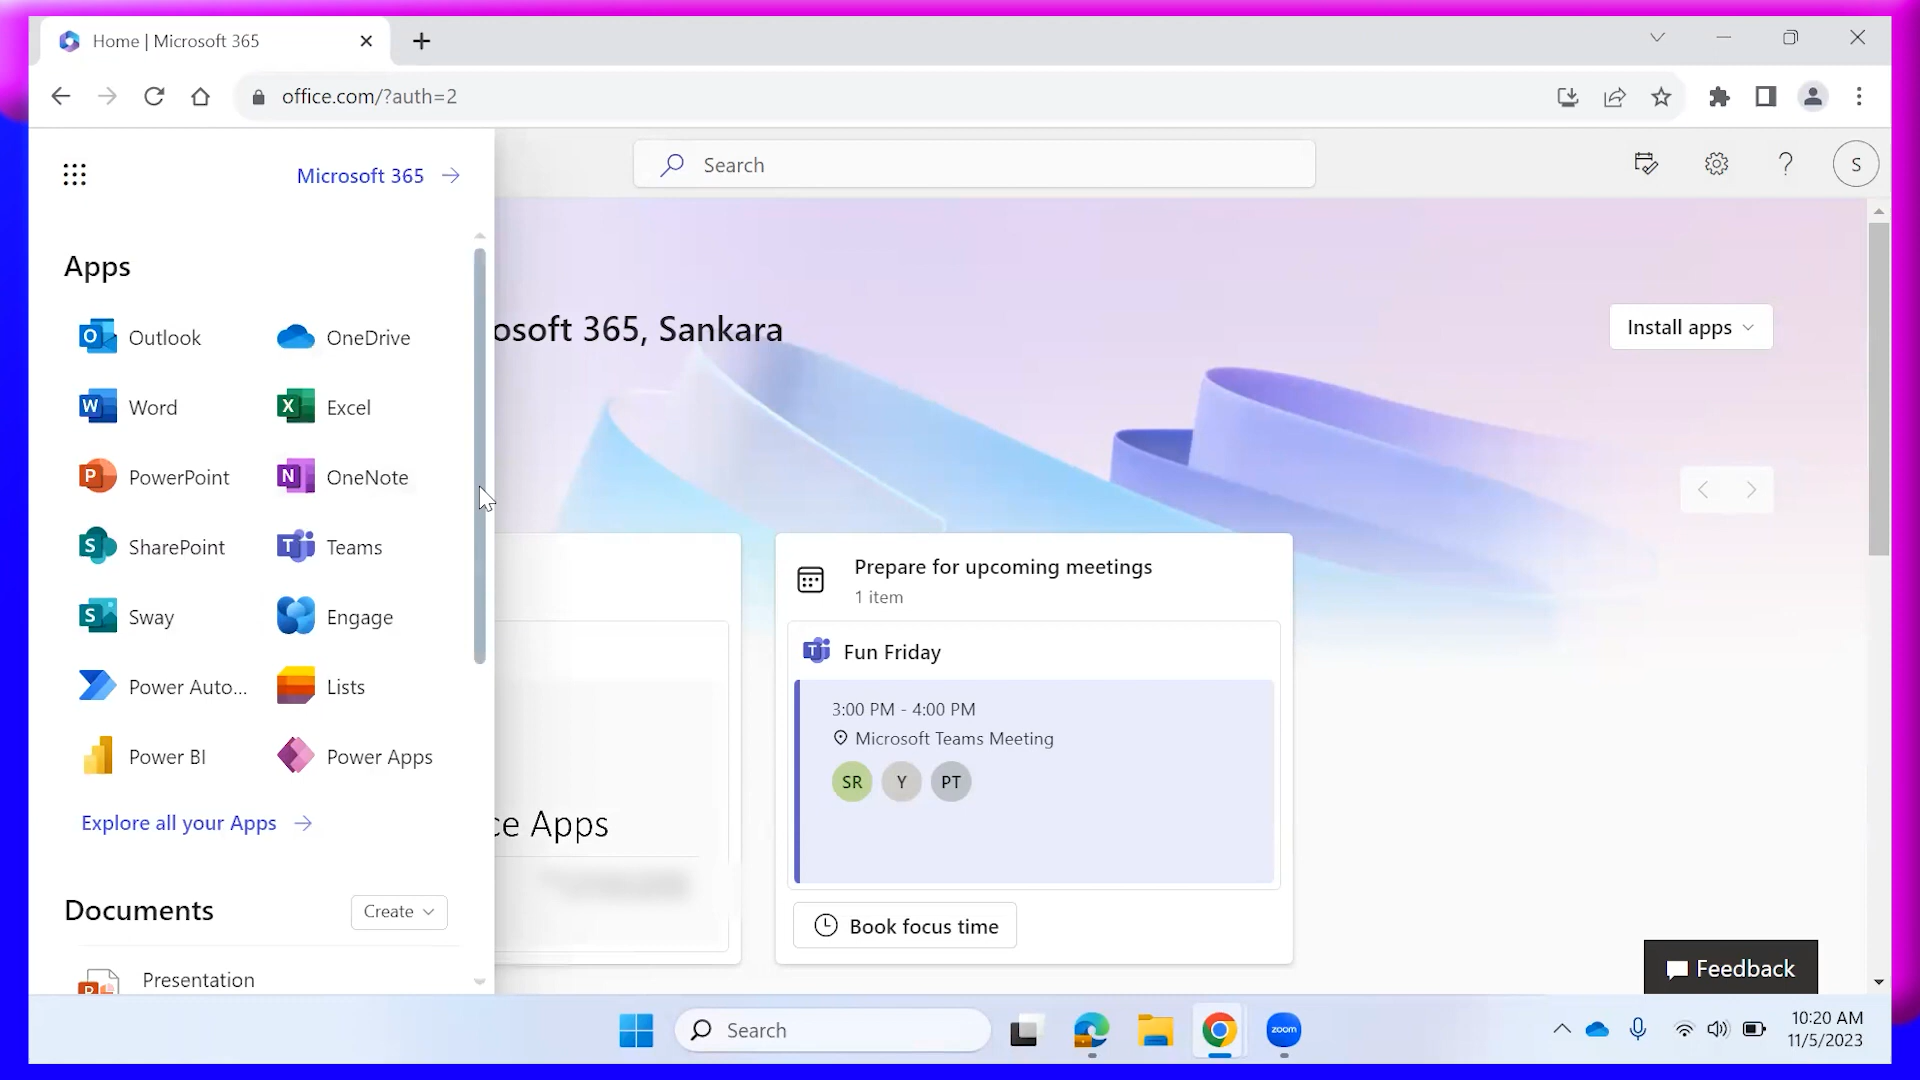 Home | Microsoft 365
office.com/?auth=2
Microsoft 365
Search
S
Apps
osoft 365, Sankara
Install apps
Outlook
OneDrive
Word
Excel
PowerPoint
OneNote
SharePoint
Teams
Sway
Engage
Power Auto...
Lists
Power BI
Power Apps
Explore all your Apps
Documents
Create
Presentation
ce Apps
Prepare for upcoming meetings
1 item
Fun Friday
3:00 PM - 4:00 PM
Microsoft Teams Meeting
SR Y PT
Book focus time
Feedback
Search
zoom
10:20 AM
11/5/2023